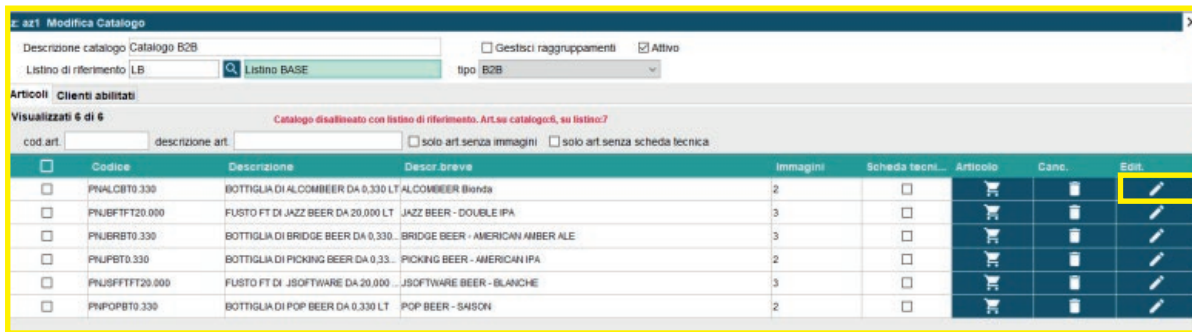 z: az1 Modifica Catalogo
Descrizione catalogo Catalogo B2B Gestisci raggruppamenti Attivo
Listino di riferimento LB Listino BASE tipo B2B
Articoli Clienti abilitati
Visualizzati 6 di 6 Catalogo disallineato con listino di riferimento. Art.su catalogo:6, su listino:7
cod.art. descrizione art. solo art.senza immagini solo art.senza scheda tecnica
Codice Descrizione Descr.breve Immagini Scheda tecni... Articolo Canc. Edit.
PNALCBT0.330 BOTTIGLIA DI ALCOMBEER DA 0,330 LT ALCOMBEER Bionda 2
PNJBFTFT20.000 FUSTO FT DI JAZZ BEER DA 20,000 LT JAZZ BEER - DOUBLE IPA 3
PNJBRBT0.330 BOTTIGLIA DI BRIDGE BEER DA 0,330... BRIDGE BEER - AMERICAN AMBER ALE 3
PNJPBT0.330 BOTTIGLIA DI PICKING BEER DA 0,33... PICKING BEER - AMERICAN IPA 2
PNJSFFTFT20.000 FUSTO FT DI JSOFTWARE DA 20,000 ... JSOFTWARE BEER - BLANCHE 3
PNPOPBT0.330 BOTTIGLIA DI POP BEER DA 0,330 LT POP BEER - SAISON 2